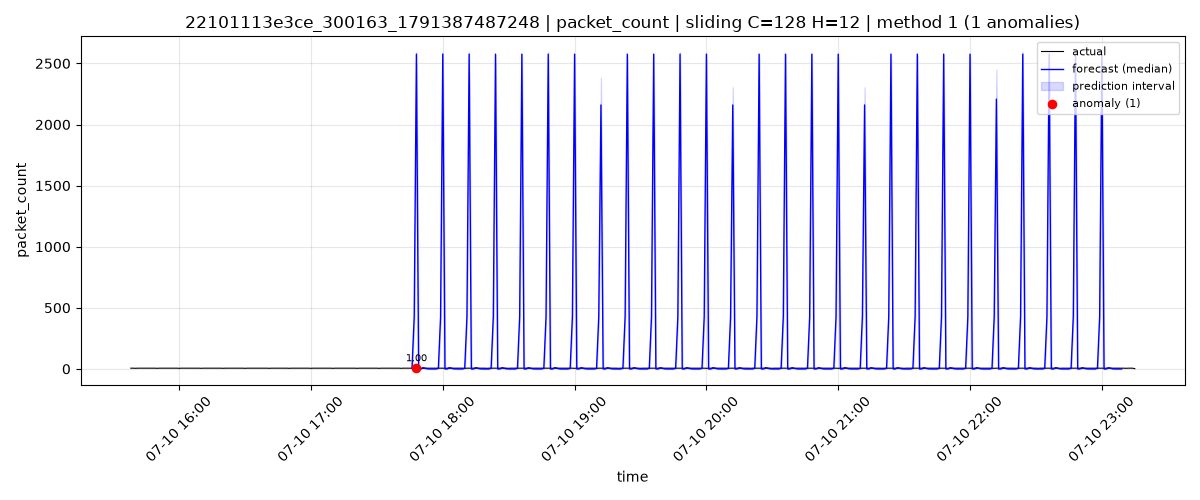 22101113e3ce_300163_1791387487248 | packet_count | sliding C=128 H=12 | method 1 (1 anomalies)
actual
forecast (median)
prediction interval
anomaly (1)
packet_count
2500
2000
1500
1000
500
0
1.00
07-10 16:00
07-10 17:00
07-10 18:00
07-10 19:00
07-10 20:00
07-10 21:00
07-10 22:00
07-10 23:00
time